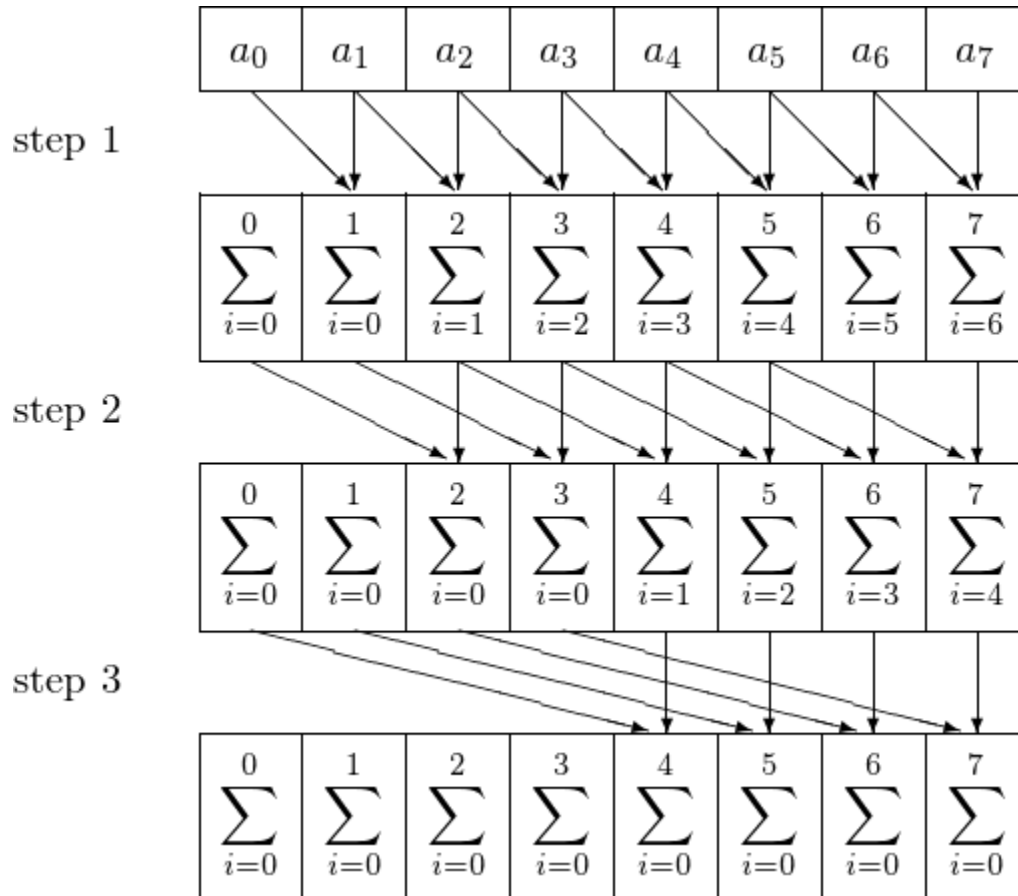 a₀ a₁ a₂ a₃ a₄ a₅ a₆ a₇
step 1
0 1 2 3 4 5 6 7
∑ ∑ ∑ ∑ ∑ ∑ ∑ ∑
i=0 i=0 i=1 i=2 i=3 i=4 i=5 i=6
step 2
0 1 2 3 4 5 6 7
∑ ∑ ∑ ∑ ∑ ∑ ∑ ∑
i=0 i=0 i=0 i=0 i=1 i=2 i=3 i=4
step 3
0 1 2 3 4 5 6 7
∑ ∑ ∑ ∑ ∑ ∑ ∑ ∑
i=0 i=0 i=0 i=0 i=0 i=0 i=0 i=0